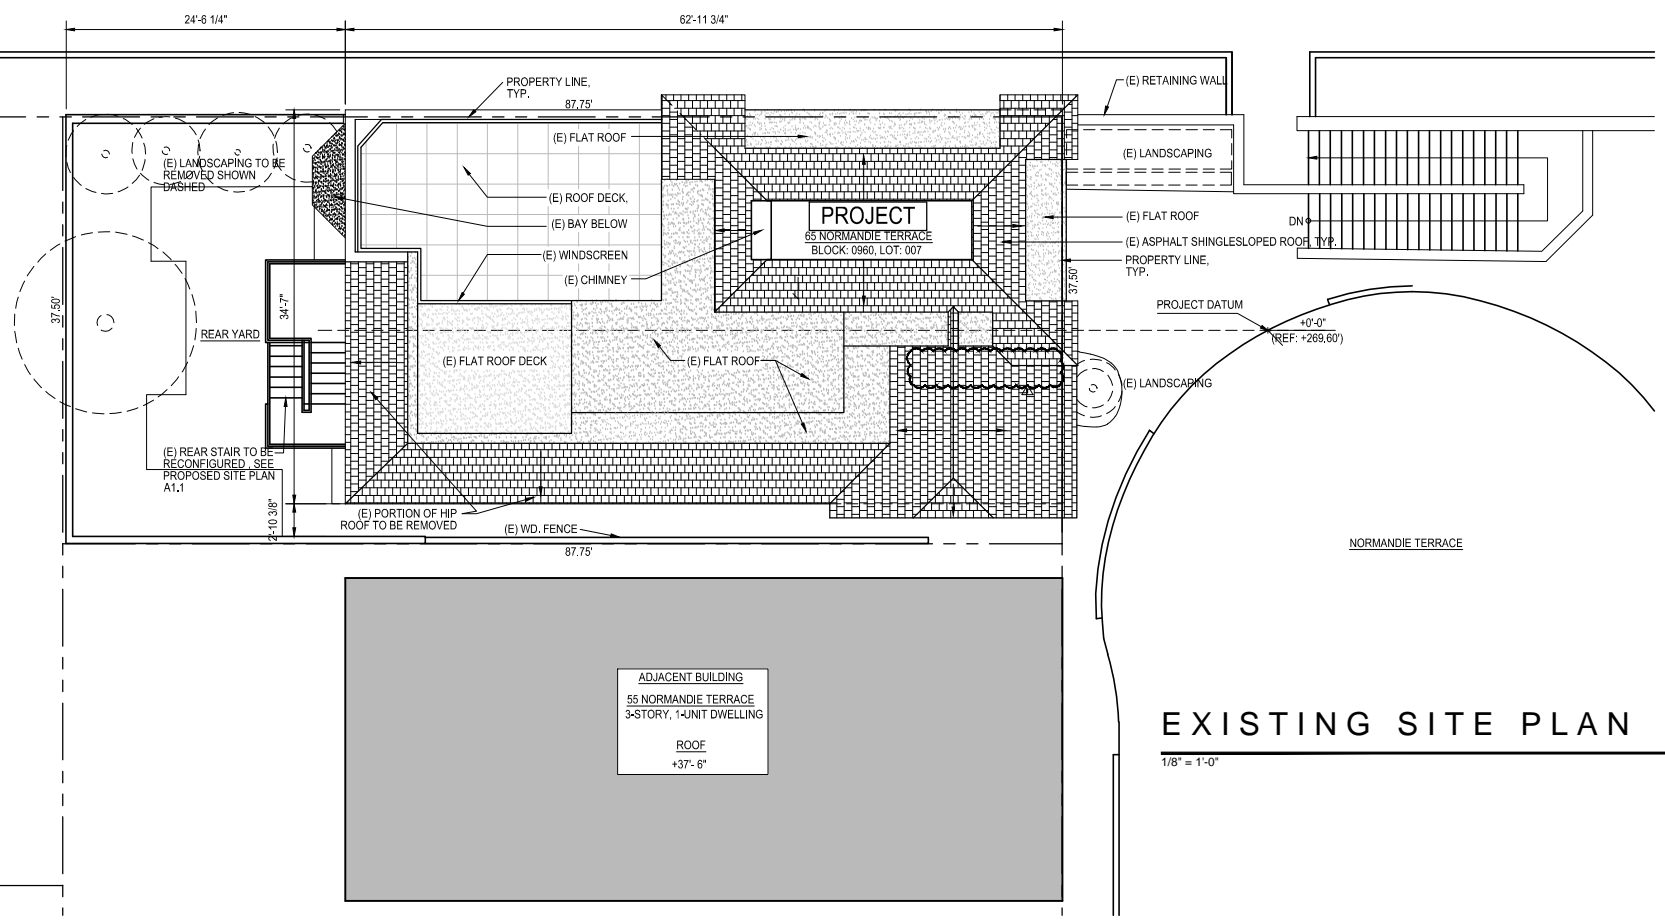 24'-6 1/4"
62'-11 3/4"
PROPERTY LINE,
TYP.
87.75'
(E) RETAINING WALL
(E) FLAT ROOF
(E) LANDSCAPING
(E) LANDSCAPING TO BE
REMOVED SHOWN
DASHED
(E) ROOF DECK,
(E) BAY BELOW
PROJECT
65 NORMANDIE TERRACE
BLOCK: 0960, LOT: 007
(E) FLAT ROOF
DN
(E) ASPHALT SHINGLESLOPED ROOF, TYP.
(E) WINDSCREEN
PROPERTY LINE,
TYP.
(E) CHIMNEY
37.50'
37.50'
34'-7"
PROJECT DATUM
+0'-0"
(REF: +269,60')
REAR YARD
(E) FLAT ROOF DECK
(E) FLAT ROOF
(E) LANDSCAPING
(E) REAR STAIR TO BE
RECONFIGURED , SEE
PROPOSED SITE PLAN
A1.1
2'-10 3/8"
(E) PORTION OF HIP
ROOF TO BE REMOVED
(E) WD. FENCE
87.75'
NORMANDIE TERRACE
ADJACENT BUILDING
55 NORMANDIE TERRACE
3-STORY, 1-UNIT DWELLING
ROOF
+37'- 6"
EXISTING SITE PLAN
1/8" = 1'-0"